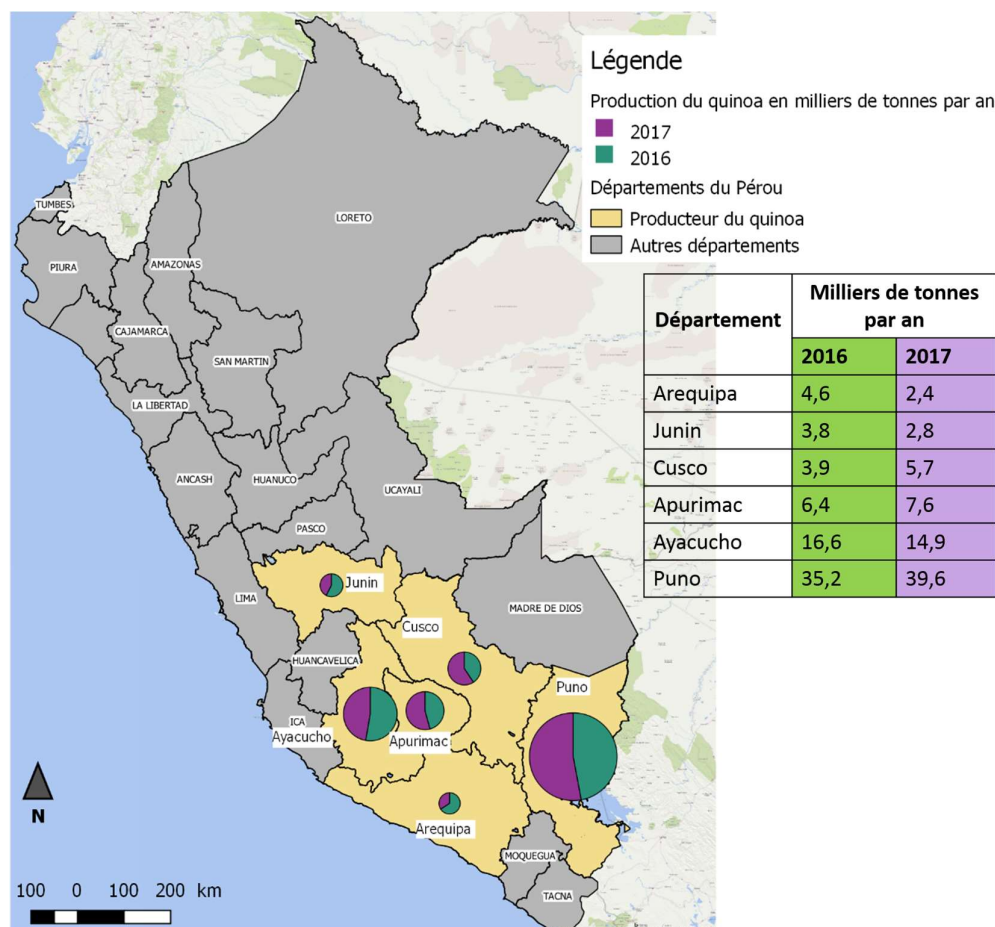 Légende
Production du quinoa en milliers de tonnes par an
2017
2016
Départements du Pérou
Producteur du quinoa
Autres départements
Département
Milliers de tonnes
par an
2016 2017
Arequipa 4,6 2,4
Junin 3,8 2,8
Cusco 3,9 5,7
Apurimac 6,4 7,6
Ayacucho 16,6 14,9
Puno 35,2 39,6
TUMBES
LORETO
PIURA
AMAZONAS
CAJAMARCA
SAN MARTIN
LA LIBERTAD
ANCASH
HUANUCO
UCAYALI
PASCO
LIMA
Junin
MADRE DE DIOS
Cusco
HUANCAVELICA
Puno
ICA
Ayacucho
Apurimac
Arequipa
MOQUEGUA
TACNA
N
100 0 100 200 km